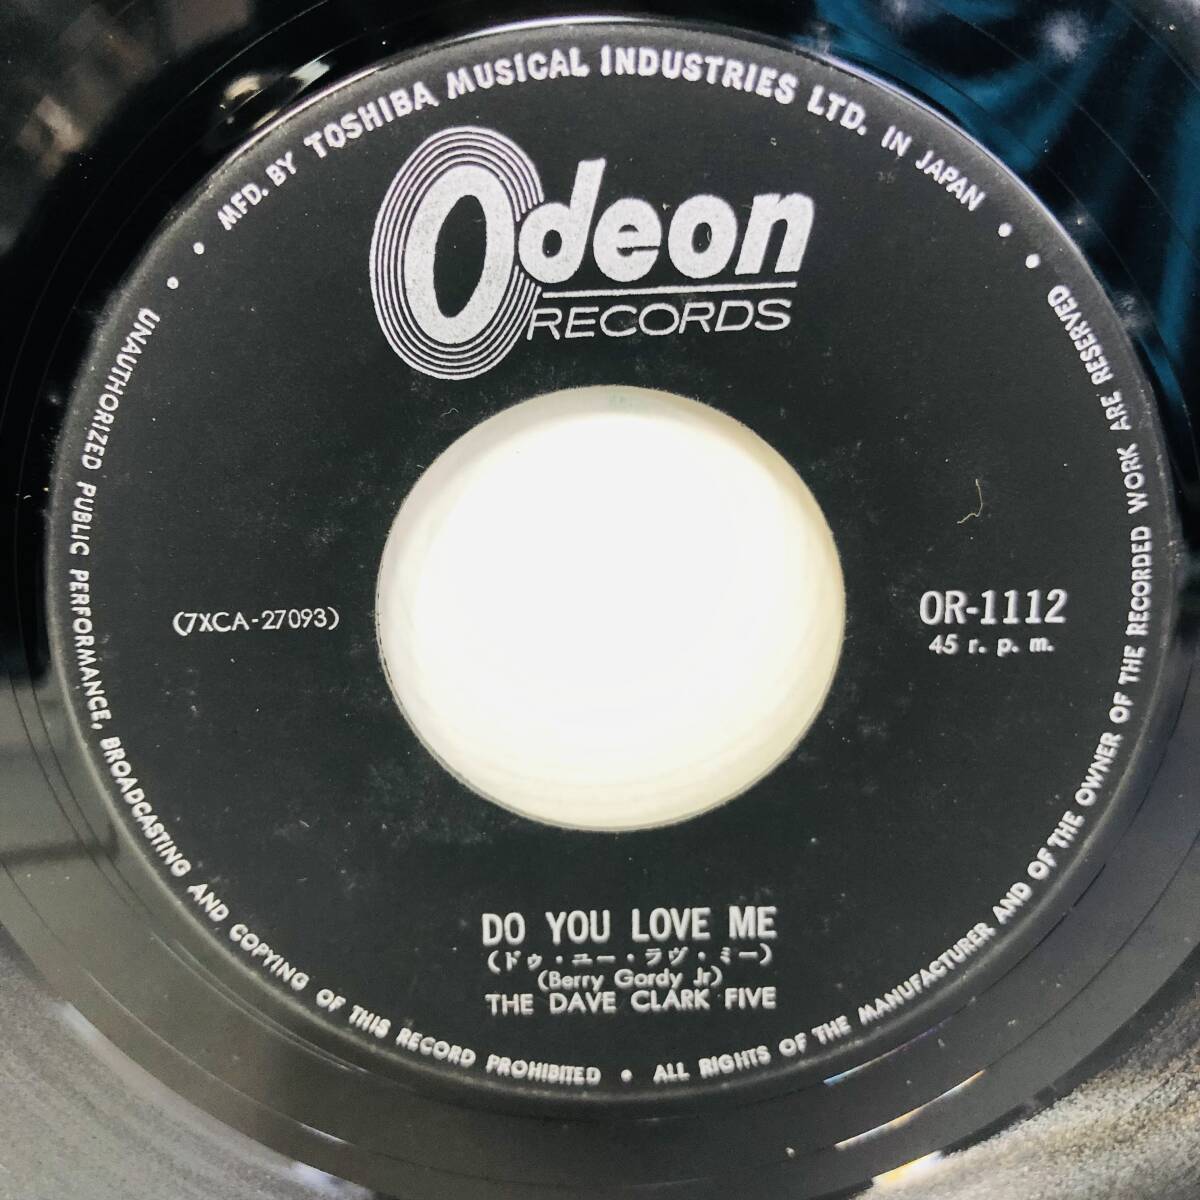 MFD. BY TOSHIBA MUSICAL INDUSTRIES LTD. IN JAPAN
Odeon
RECORDS
(7XCA-27093)
OR-1112
45 r. p. m.
DO YOU LOVE ME
(ドゥ・ユー・ラヴ・ミー)
(Berry Gordy Jr)
THE DAVE CLARK FIVE
• UNAUTHORIZED PUBLIC PERFORMANCE, BROADCASTING AND COPYING OF THIS RECORD PROHIBITED • ALL RIGHTS OF THE MANUFACTURER AND OF THE OWNER OF THE RECORDED WORK ARE RESERVED •